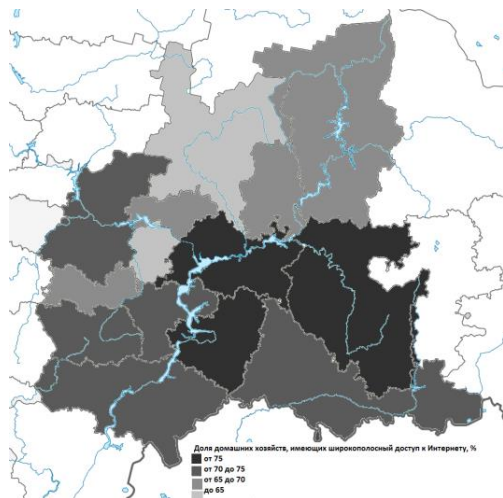 Доля домашних хозяйств, имеющих широкополосный доступ к Интернету, %
от 75
от 70 до 75
от 65 до 70
до 65